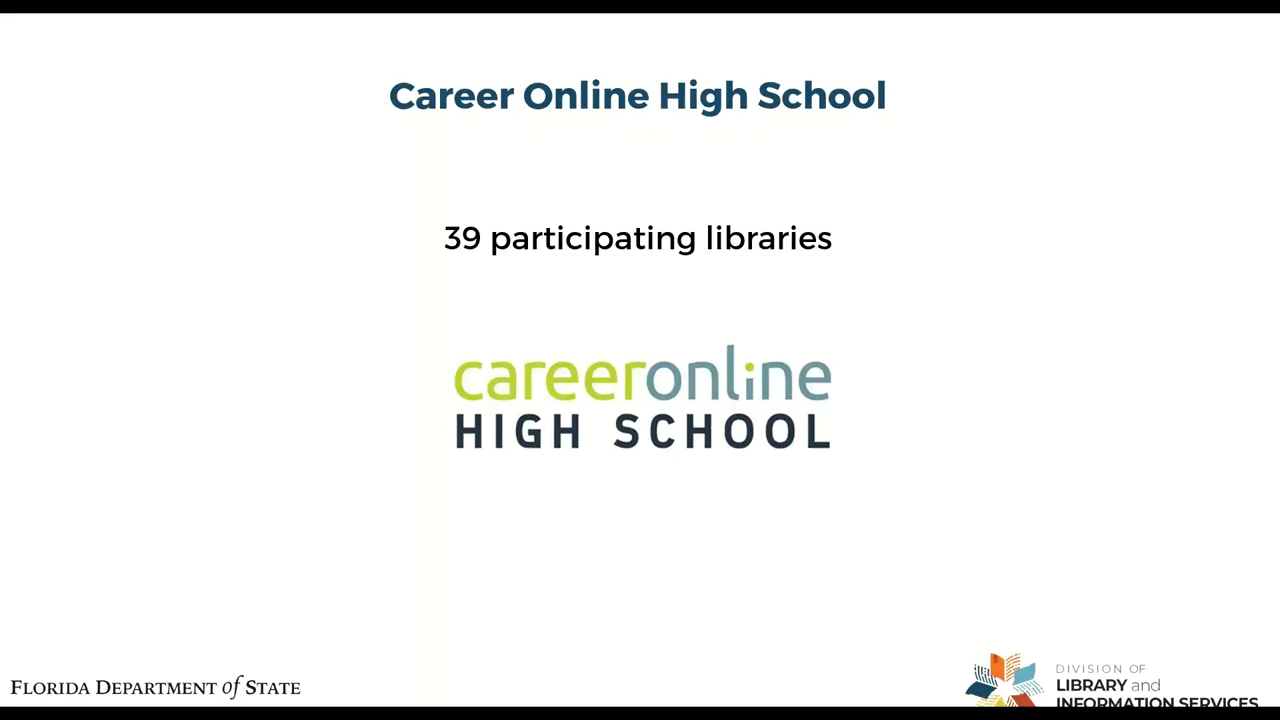 Career Online High School
39 participating libraries
careeronline
HIGH SCHOOL
FLORIDA DEPARTMENT of STATE
DIVISION OF
LIBRARY and
INFORMATION SERVICES